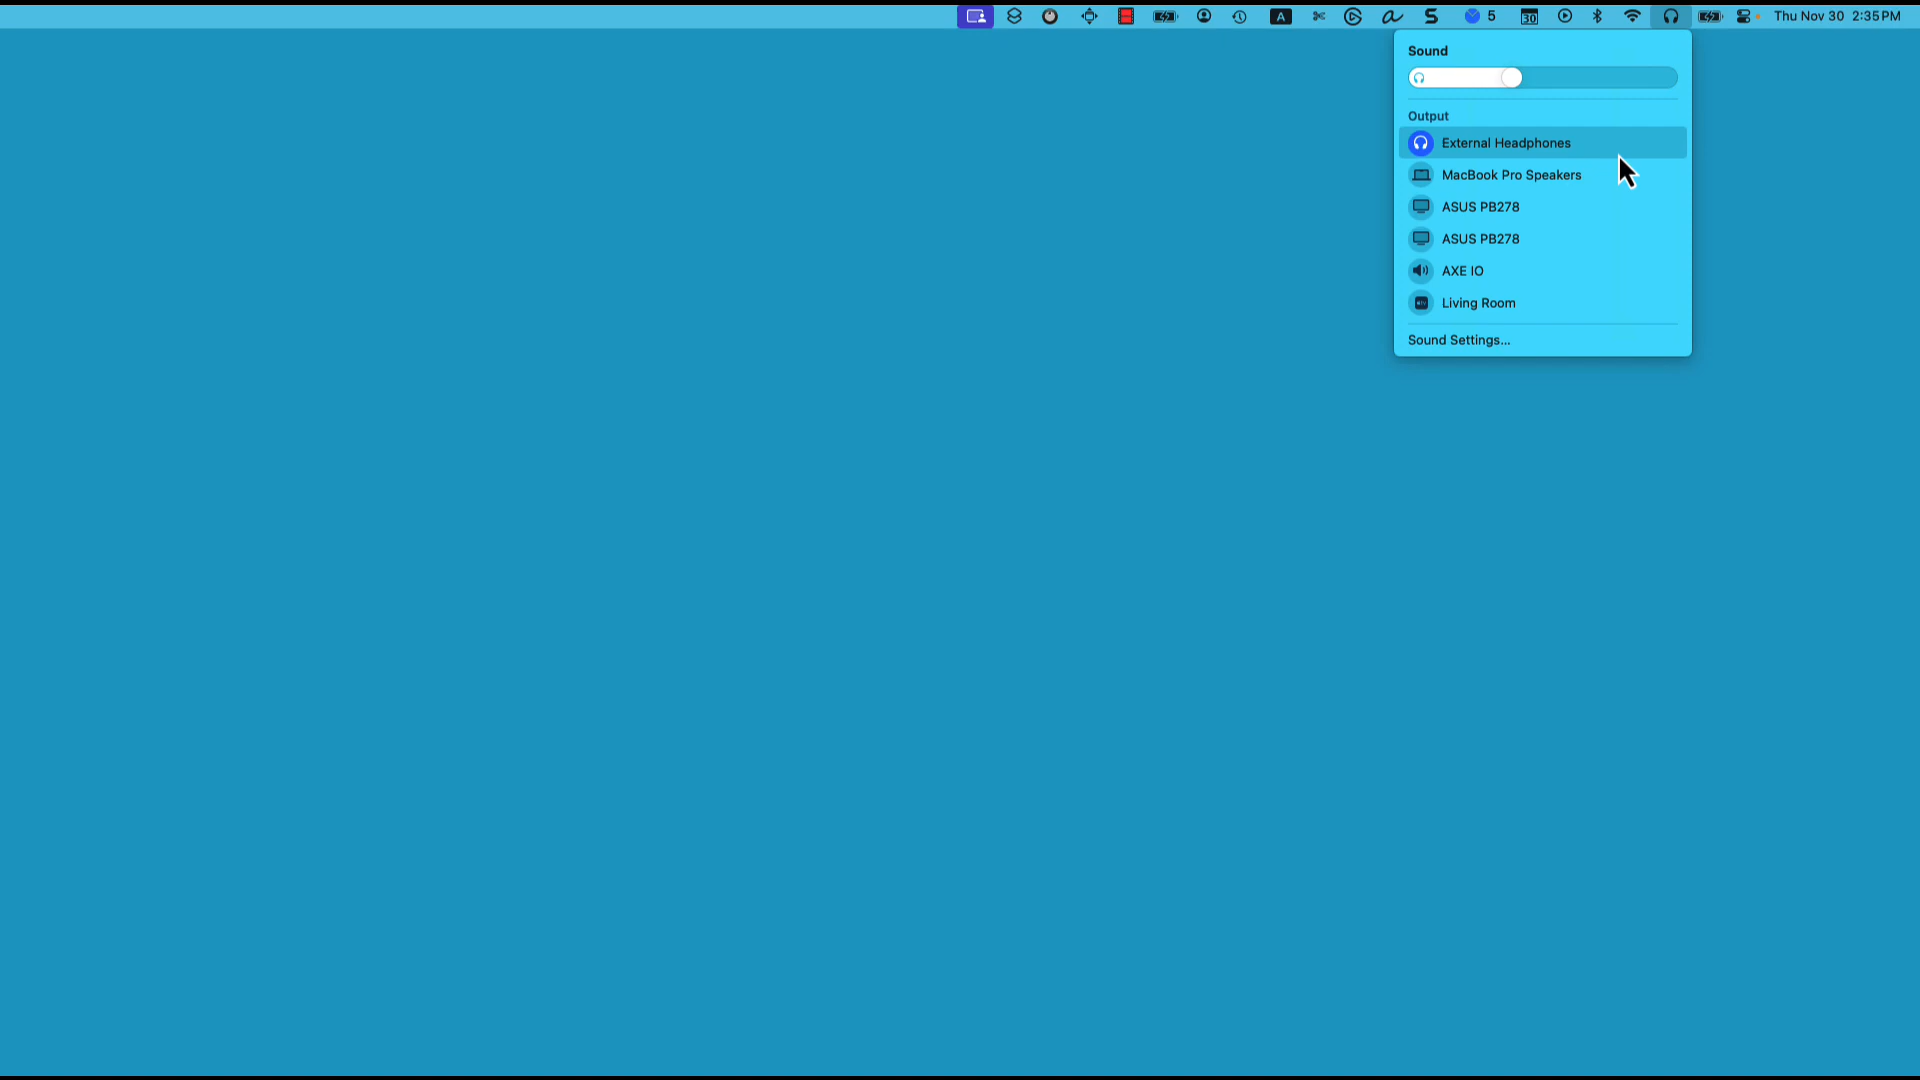 A
5
30
Thu Nov 30 2:35 PM
Sound
Output
External Headphones
MacBook Pro Speakers
ASUS PB278
ASUS PB278
AXE IO
Living Room
Sound Settings...